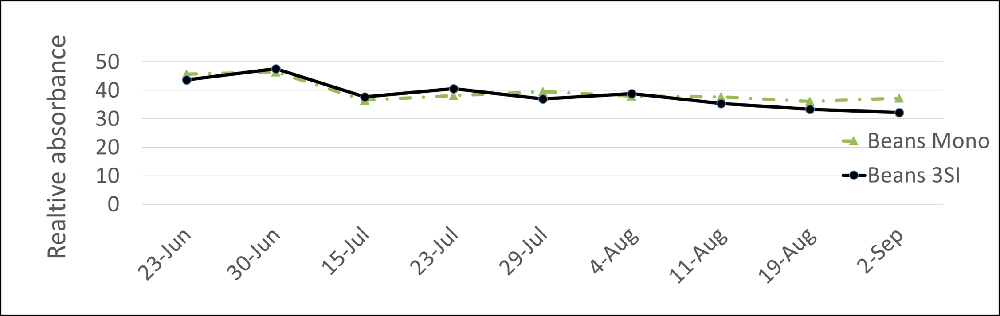 Realtive absorbance
50
40
30
20
10
0
23-Jun
30-Jun
15-Jul
23-Jul
29-Jul
4-Aug
11-Aug
19-Aug
2-Sep
Beans Mono
Beans 3SI